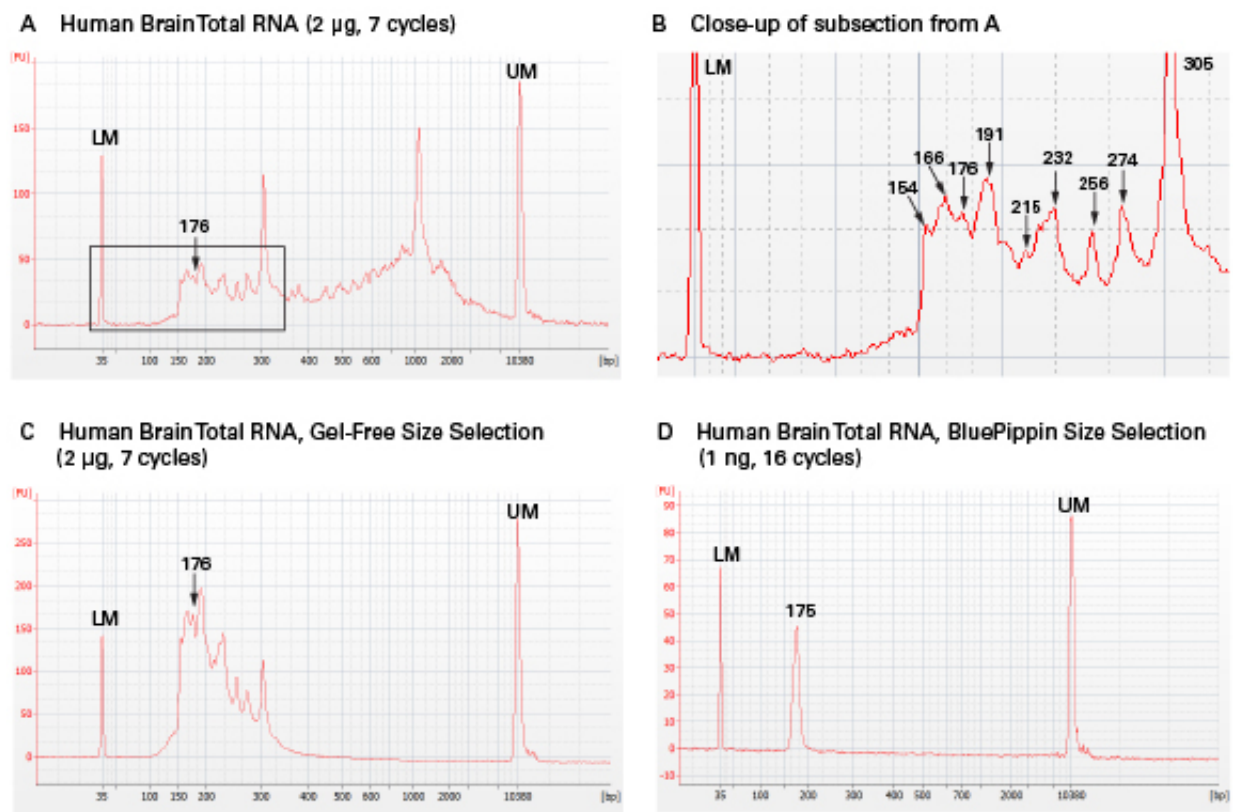 A Human Brain Total RNA (2 µg, 7 cycles)
[FU]
LM
UM
150
100
50
0
176
35 100 150 200 300 400 500 600 1000 2000 10380 [bp]
B Close-up of subsection from A
LM
305
154
166
176
191
215
232
256
274
C Human Brain Total RNA, Gel-Free Size Selection
(2 µg, 7 cycles)
[FU]
LM
UM
250
200
150
100
50
0
176
35 100 150 200 300 400 500 600 1000 2000 10380 [bp]
D Human Brain Total RNA, BluePippin Size Selection
(1 ng, 16 cycles)
[FU]
LM
UM
90
80
70
60
50
40
30
20
10
0
-10
175
35 100 200 300 400 500 700 2000 10380 [bp]